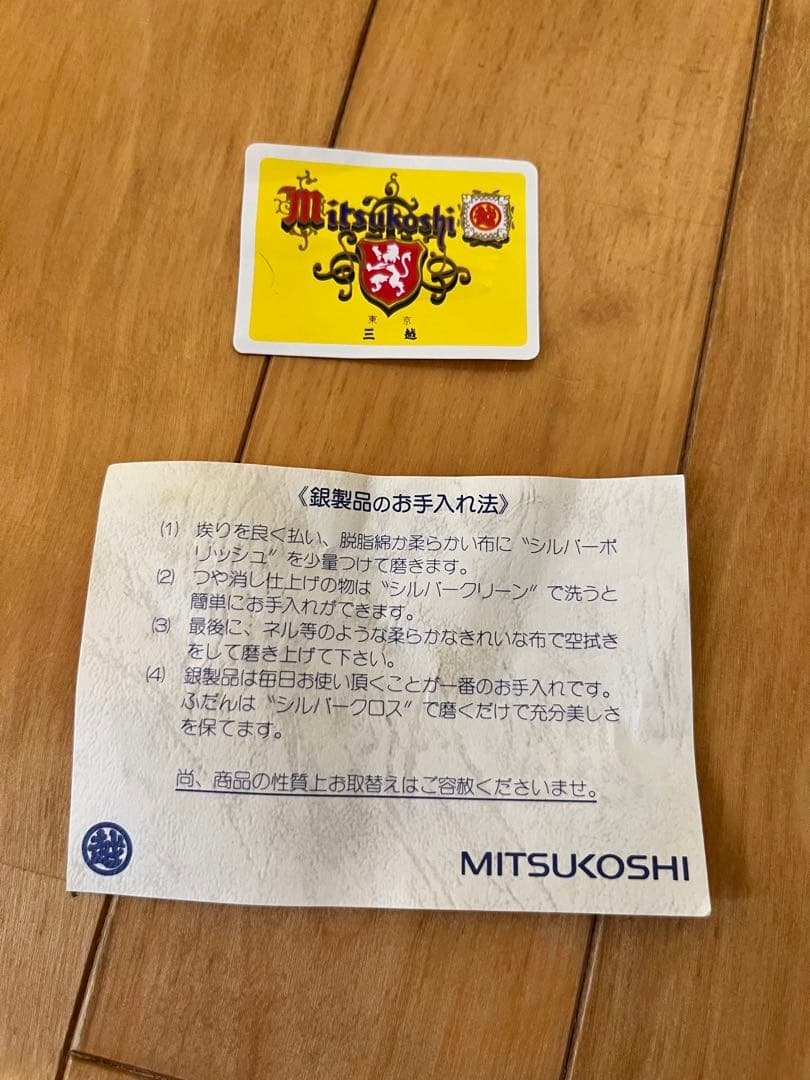 Mitsukoshi 越
東京
三越
《銀製品のお手入れ法》
(1) 埃りを良く払い、脱脂綿か柔らかい布に〝シルバーポ
リッシュ〟を少量つけて磨きます。
(2) つや消し仕上げの物は〝シルバークリーン〟で洗うと
簡単にお手入れができます。
(3) 最後に、ネル等のような柔らかなきれいな布で空拭き
をして磨き上げて下さい。
(4) 銀製品は毎日お使い頂くことが一番のお手入れです。
ふだんは〝シルバークロス〟で磨くだけで充分美しさ
を保てます。
尚、商品の性質上お取替えはご容赦くださいませ。
越 MITSUKOSHI